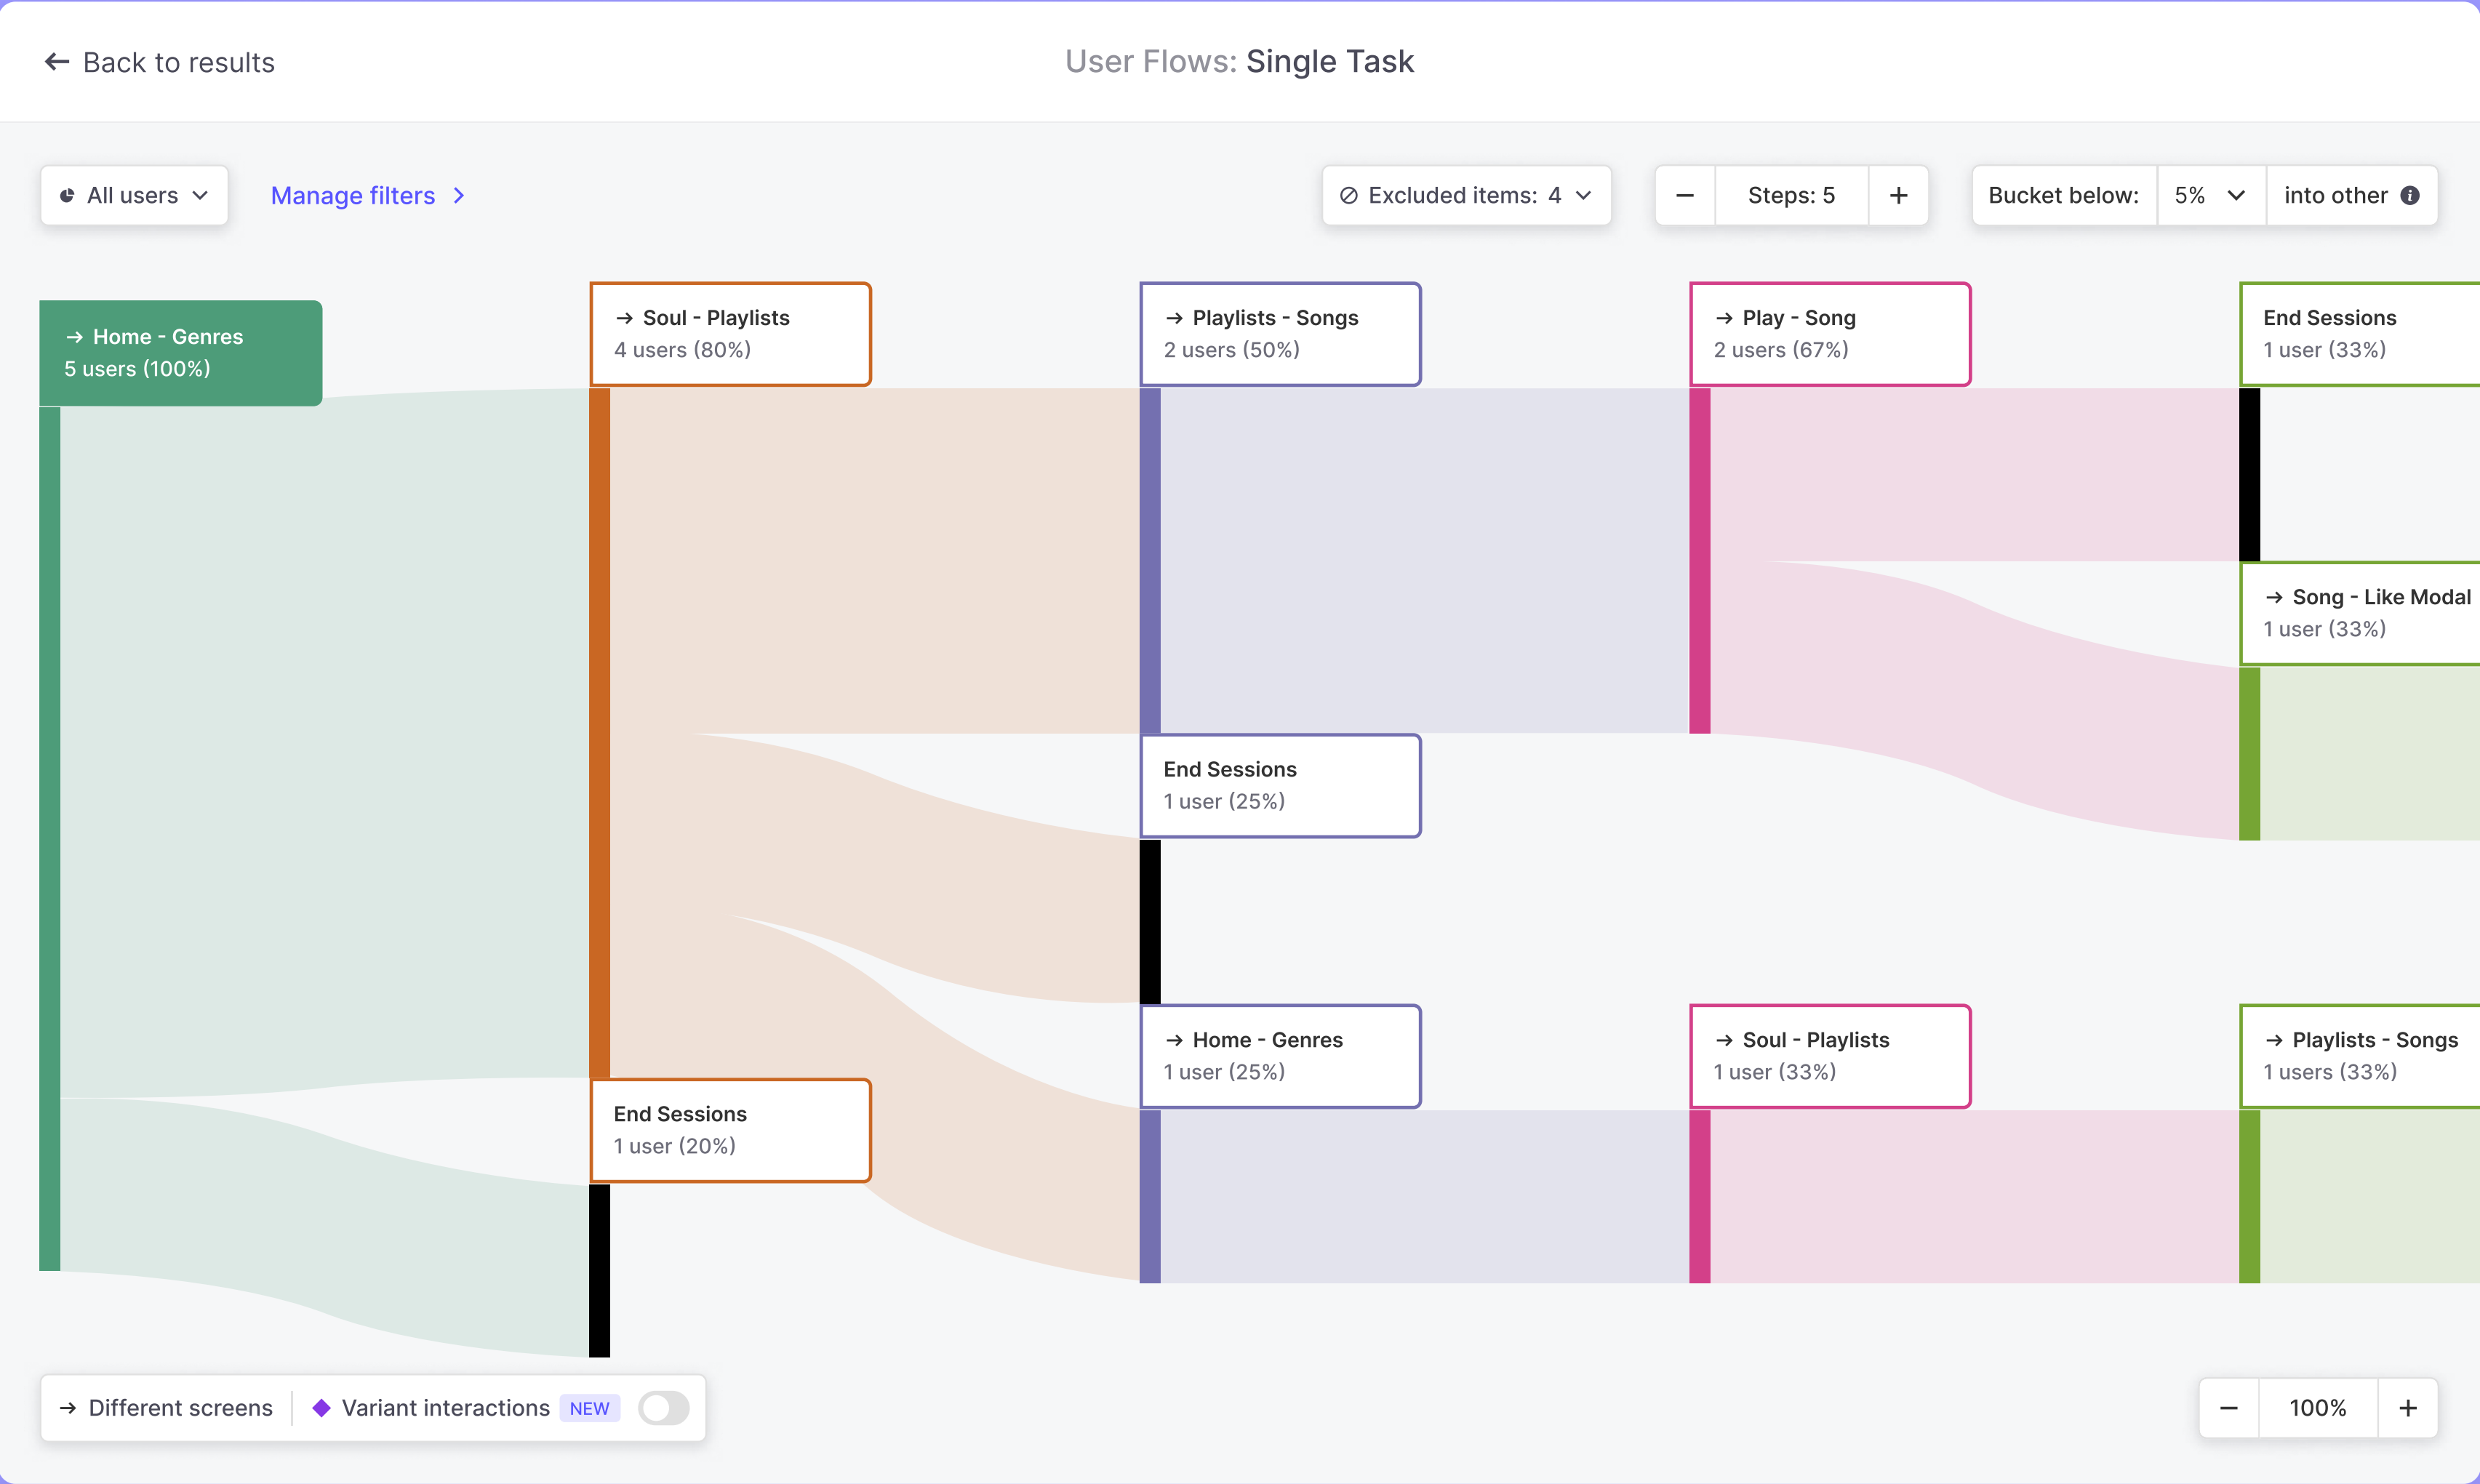 Back to results
User Flows: Single Task
All users
Manage filters
Excluded items: 4
Steps: 5
Bucket below: 5% into other
Home - Genres
5 users (100%)
Soul - Playlists
4 users (80%)
End Sessions
1 user (20%)
Playlists - Songs
2 users (50%)
End Sessions
1 user (25%)
Home - Genres
1 user (25%)
Play - Song
2 users (67%)
Soul - Playlists
1 user (33%)
End Sessions
1 user (33%)
Song - Like Modal
1 user (33%)
Playlists - Songs
1 users (33%)
Different screens
Variant interactions NEW
100%